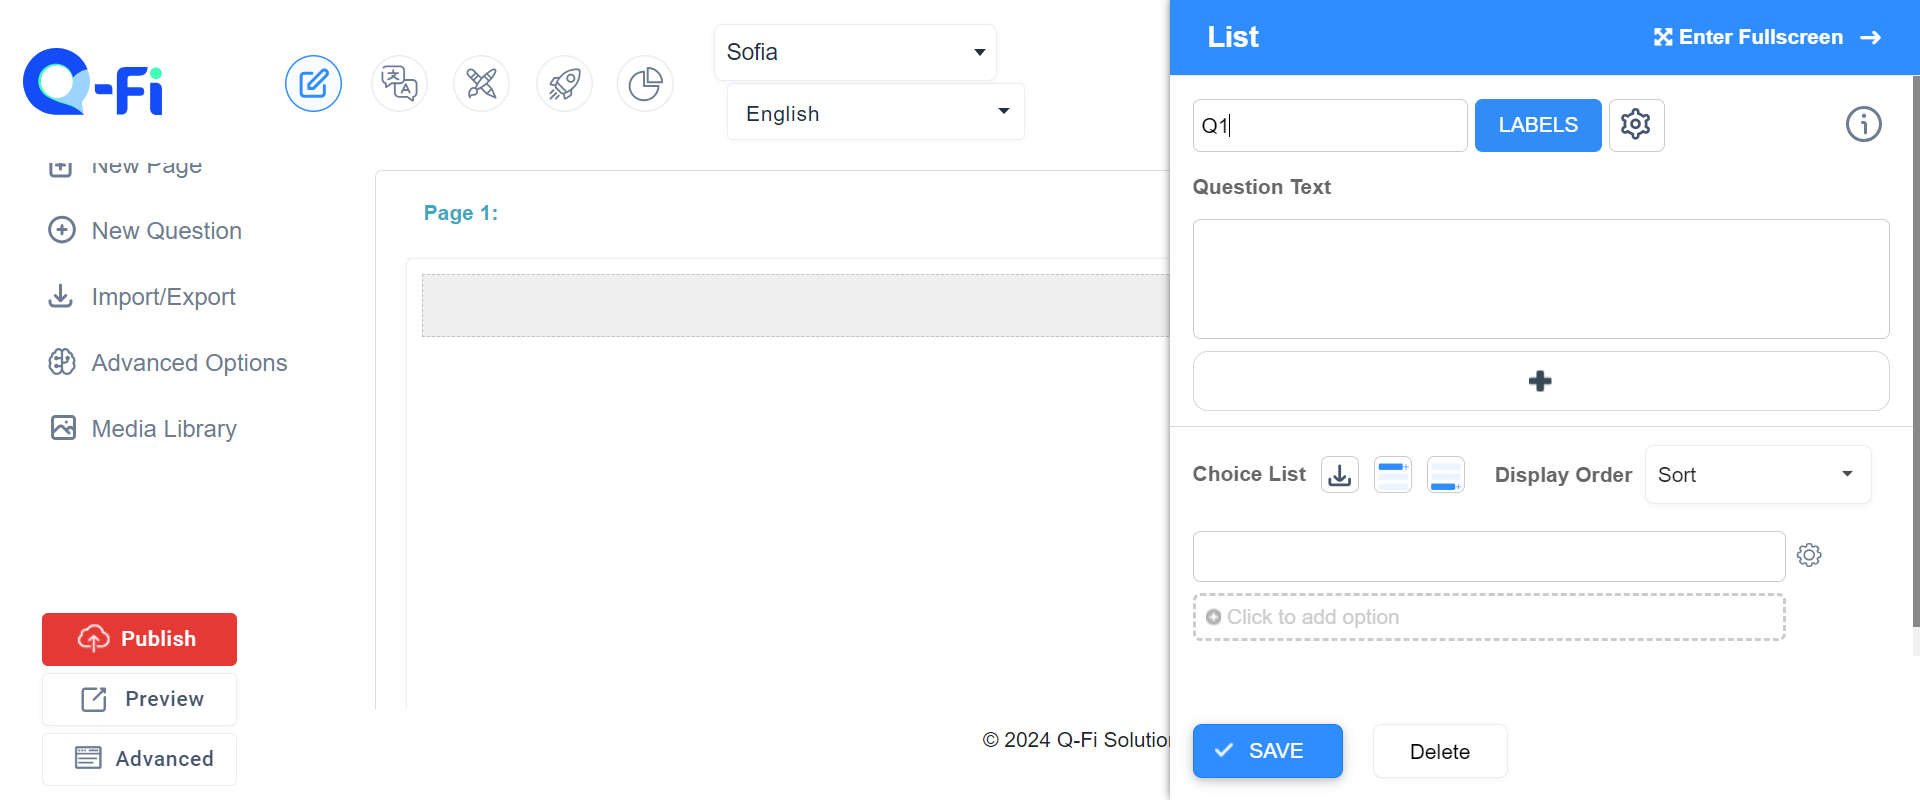 Q-Fi
Sofia
English
New Page
New Question
Import/Export
Advanced Options
Media Library
Publish
Preview
Advanced
Page 1:
© 2024 Q-Fi Solution
List
Enter Fullscreen
Q1
LABELS
Question Text
Choice List
Display Order
Sort
Click to add option
SAVE
Delete